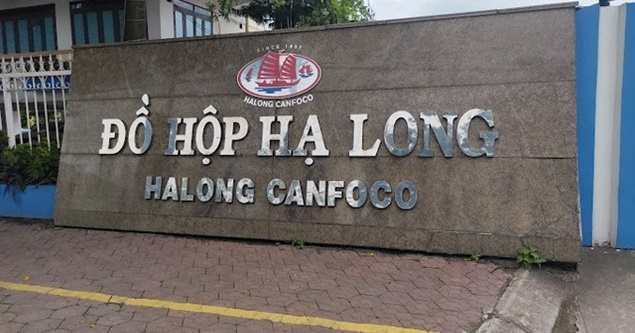 SINCE 1957
HALONG CANFOCO
ĐỒ HỘP HẠ LONG
HALONG CANFOCO